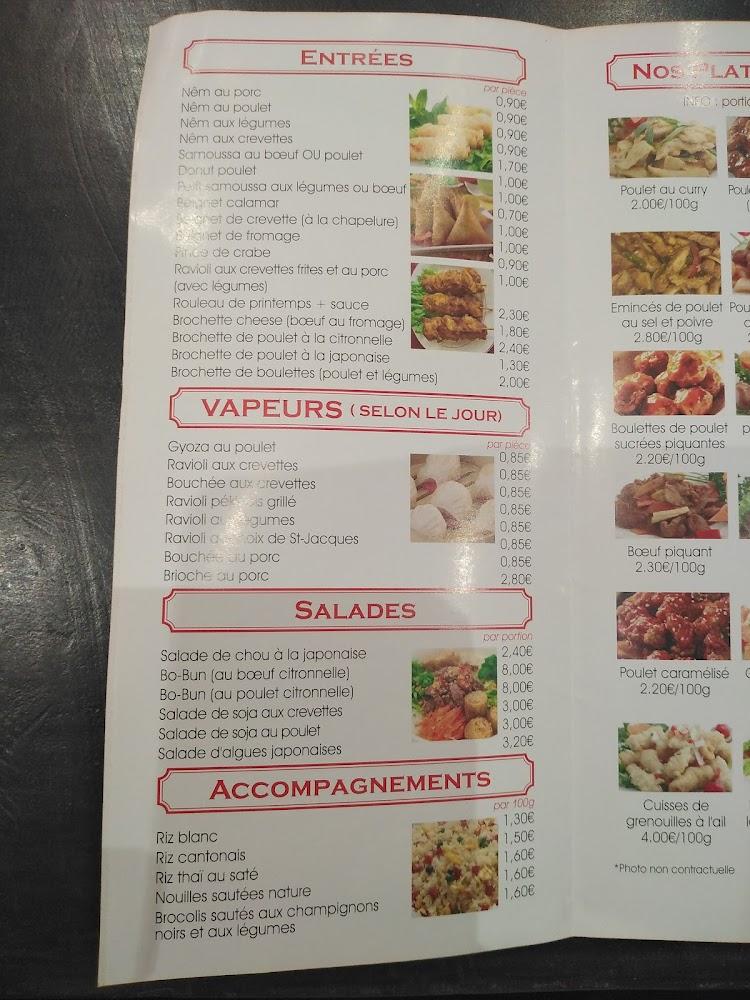 ENTRÉES
par pièce
Nêm au porc 0,90€
Nêm au poulet 0,90€
Nêm aux légumes 0,90€
Nêm aux crevettes 0,90€
Samoussa au bœuf OU poulet 1,70€
Donut poulet 1,00€
Petit samoussa aux légumes ou bœuf 1,00€
Beignet calamar 0,70€
Beignet de crevette (à la chapelure) 1,00€
Beignet de fromage 1,00€
Pince de crabe 0,90€
Ravioli aux crevettes frites et au porc 1,00€
(avec légumes)
Rouleau de printemps + sauce 2,30€
Brochette cheese (bœuf au fromage) 1,80€
Brochette de poulet à la citronnelle 2,40€
Brochette de poulet à la japonaise 1,30€
Brochette de boulettes (poulet et légumes) 2,00€
VAPEURS ( SELON LE JOUR)
par pièce
Gyoza au poulet 0,85€
Ravioli aux crevettes 0,85€
Bouchée aux crevettes 0,85€
Ravioli grillé 0,85€
Ravioli aux légumes 0,85€
Ravioli noix de St-Jacques 0,85€
Bouchée au porc 0,85€
Brioche au porc 2,80€
SALADES
par portion
Salade de chou à la japonaise 2,40€
Bo-Bun (au bœuf citronnelle) 8,00€
Bo-Bun (au poulet citronnelle) 8,00€
Salade de soja aux crevettes 3,00€
Salade de soja au poulet 3,00€
Salade d'algues japonaises 3,20€
ACCOMPAGNEMENTS
par 100g
Riz blanc 1,30€
Riz cantonais 1,50€
Riz thaï au saté 1,60€
Nouilles sautées nature 1,60€
Brocolis sautés aux champignons 1,60€
noirs et aux légumes
NOS PLAT
INFO : portio
Poulet au curry
2.00€/100g
Emincés de poulet
au sel et poivre
2.80€/100g
Boulettes de poulet
sucrées piquantes
2.20€/100g
Bœuf piquant
2.30€/100g
Poulet caramélisé
2.20€/100g
Cuisses de
grenouilles à l'ail
4.00€/100g
*Photo non contractuelle